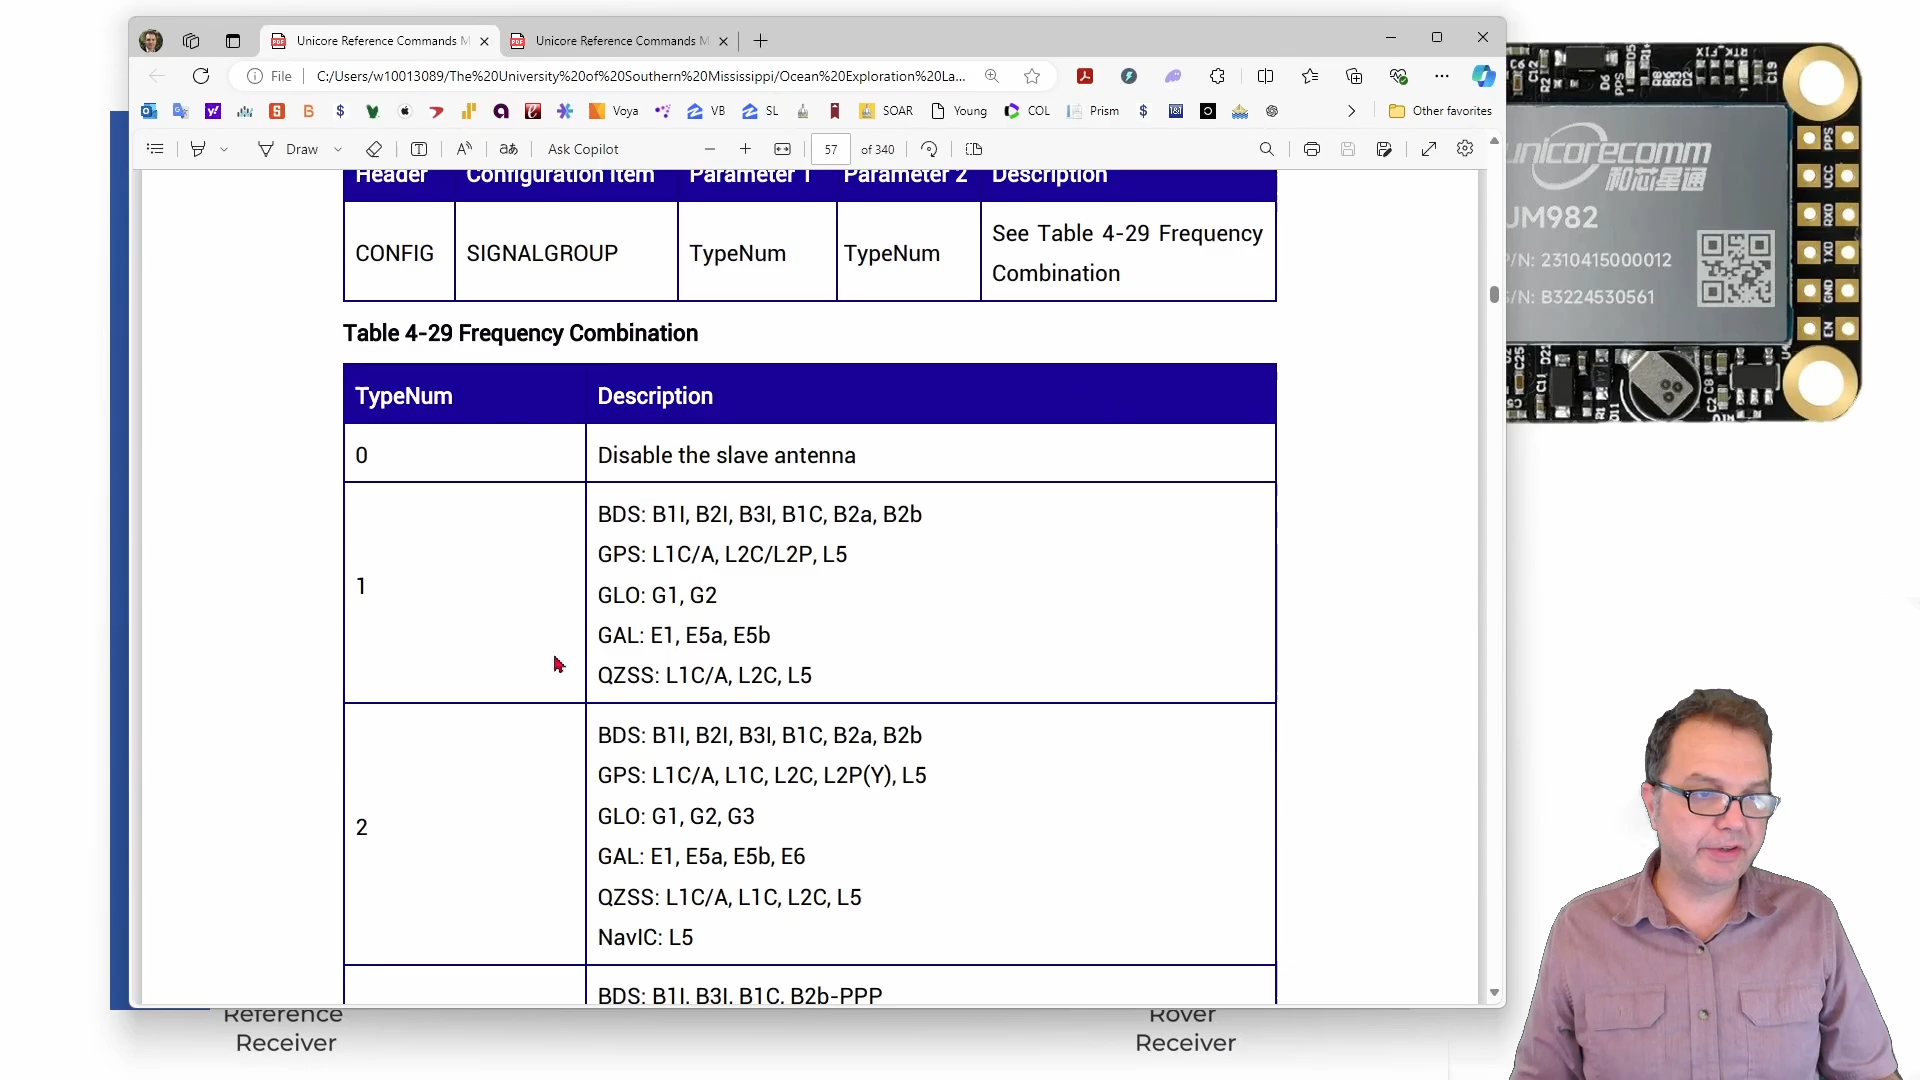 Unicore Reference Commands M
Unicore Reference Commands M
File
C:/Users/w10013089/The%20University%20of%20Southern%20Mississippi/Ocean%20Exploration%20La...
Voya
VB
SL
SOAR
Young
COL
Prism
Other favorites
Draw
Ask Copilot
57
of 340
Header Configuration Item Parameter 1 Parameter 2 Description
CONFIG SIGNALGROUP TypeNum TypeNum See Table 4-29 Frequency
Combination
Table 4-29 Frequency Combination
TypeNum Description
0 Disable the slave antenna
1
BDS: B1I, B2I, B3I, B1C, B2a, B2b
GPS: L1C/A, L2C/L2P, L5
GLO: G1, G2
GAL: E1, E5a, E5b
QZSS: L1C/A, L2C, L5
2
BDS: B1I, B2I, B3I, B1C, B2a, B2b
GPS: L1C/A, L1C, L2C, L2P(Y), L5
GLO: G1, G2, G3
GAL: E1, E5a, E5b, E6
QZSS: L1C/A, L1C, L2C, L5
NavIC: L5
BDS: B1I, B3I, B1C, B2b-PPP
Reference
Receiver
Rover
Receiver
unicorecomm
和芯星通
UM982
P/N: 2310415000012
S/N: B3224530561
PPS
VCC
RXD
TXD
GND
EN